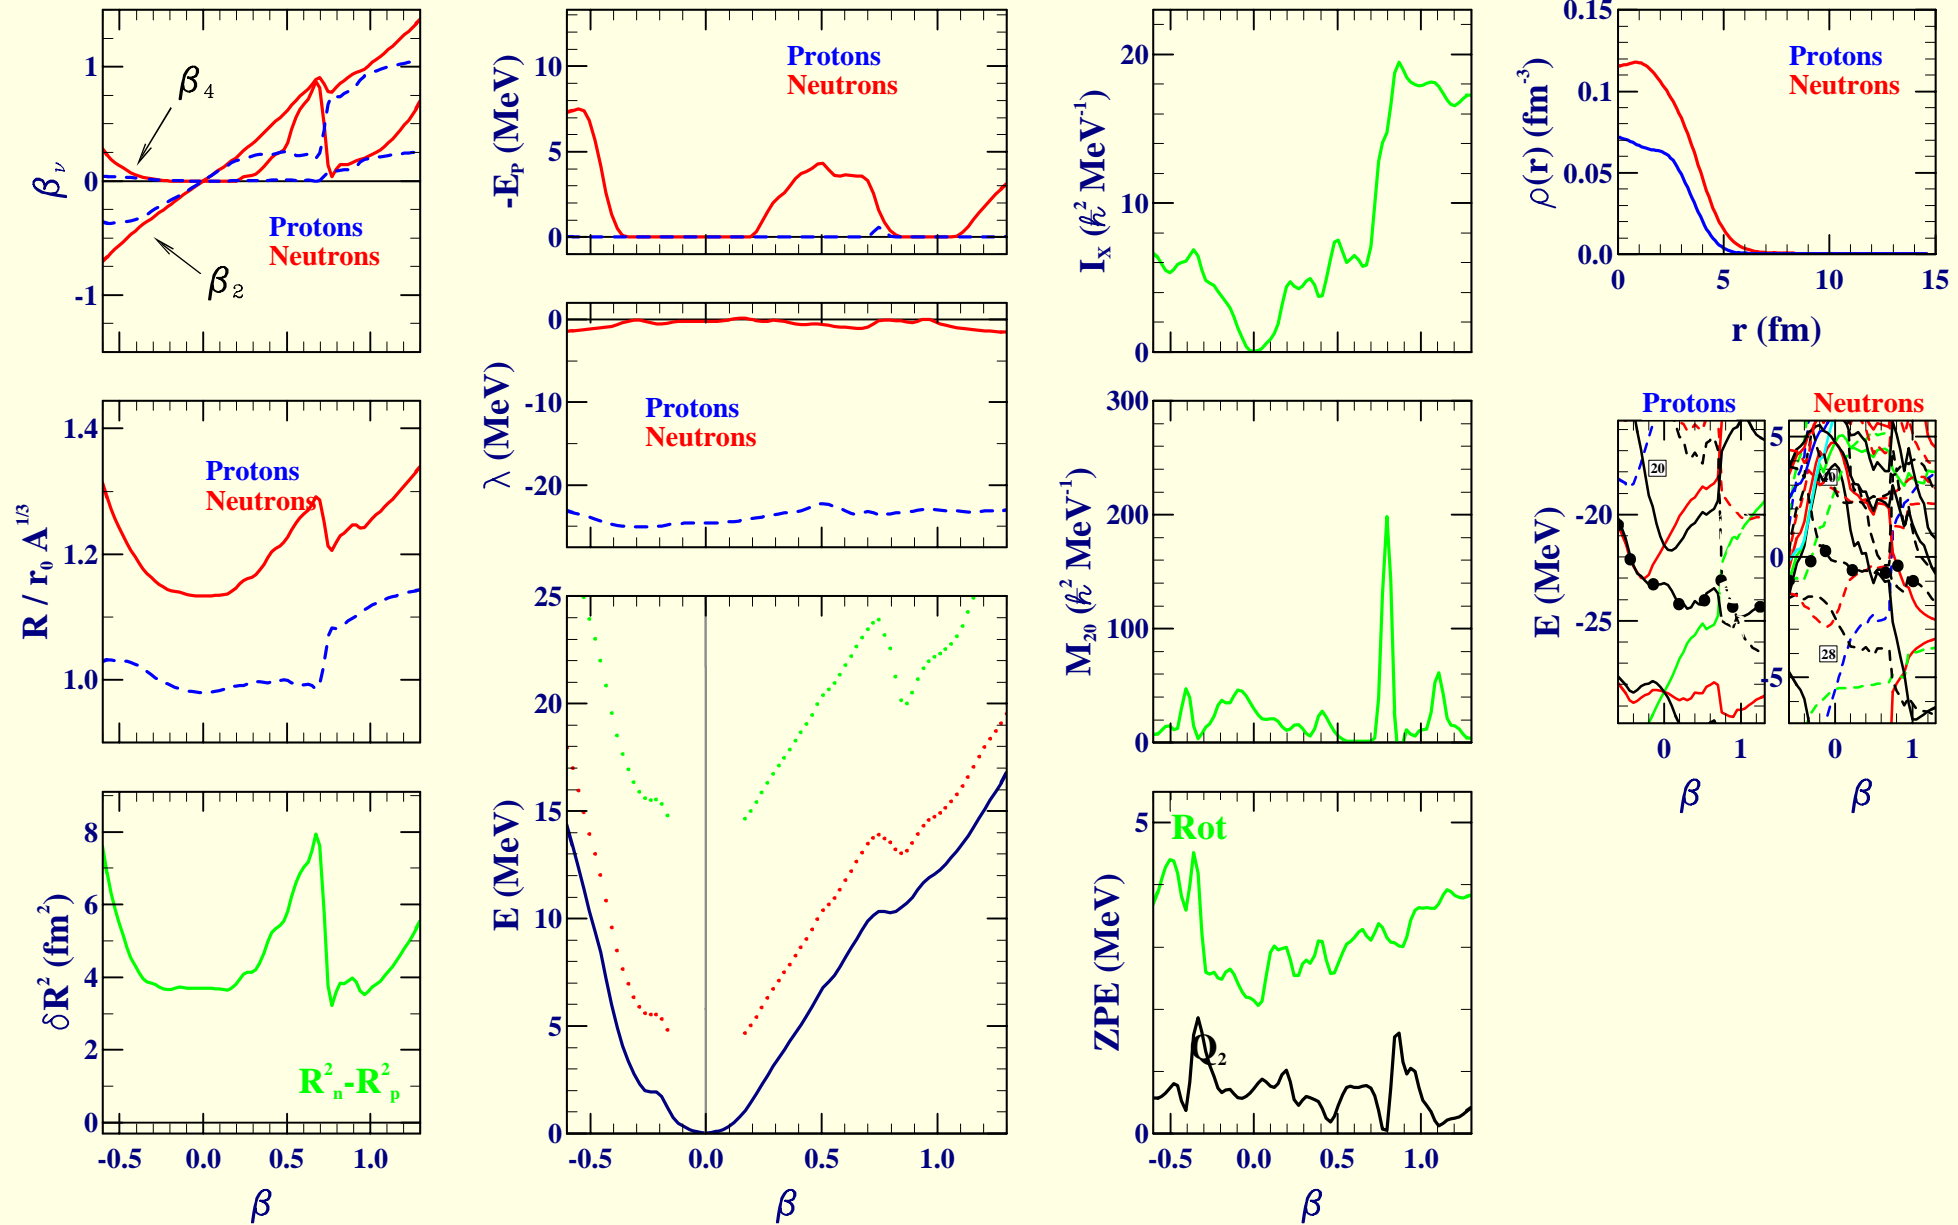 β₄
1
0
-1
β_ν
Protons
Neutrons
β₂
1.4
1.2
1.0
R / r₀ A^1/3
Protons
Neutrons
8
6
4
2
0
δR² (fm²)
R²n-R²p
-0.5 0.0 0.5 1.0
β
10
5
0
-E_P (MeV)
Protons
Neutrons
0
-10
-20
λ (MeV)
Protons
Neutrons
25
20
15
10
5
0
E (MeV)
-0.5 0.0 0.5 1.0
β
20
10
0
I_X (ℏ² MeV⁻¹)
300
200
100
0
M₂₀ (ℏ² MeV⁻¹)
5
0
ZPE (MeV)
Rot
Q₂
-0.5 0.0 0.5 1.0
β
0.15
0.10
0.05
0.0
ρ(r) (fm⁻³)
Protons
Neutrons
0 5 10 15
r (fm)
Protons Neutrons
-20
-25
E (MeV)
20
5
0
-5
40
28
0 1 0 1
β β